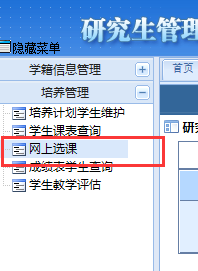 研究生管理
隐藏菜单
学籍信息管理
首页
培养管理
培养计划学生维护
学生课表查询
研
网上选课
成绩表学生查询
学生教学评估